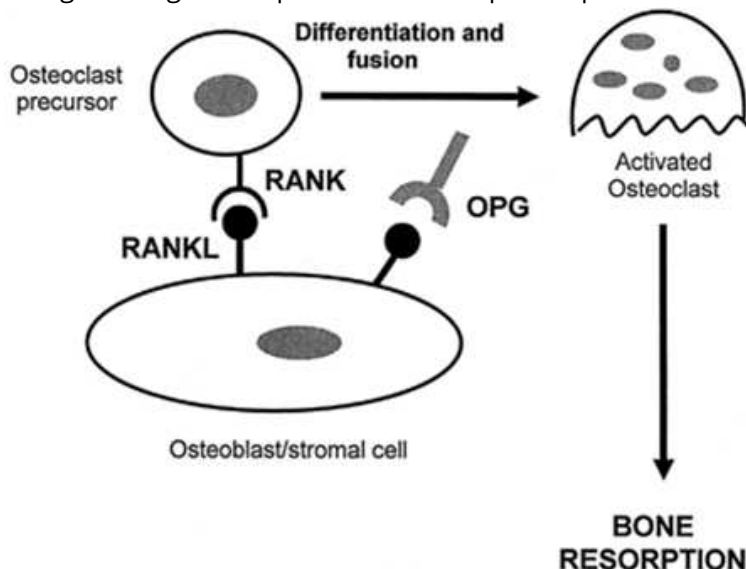 Differentiation and
fusion
Osteoclast
precursor
RANK
RANKL
OPG
Activated
Osteoclast
Osteoblast/stromal cell
BONE
RESORPTION